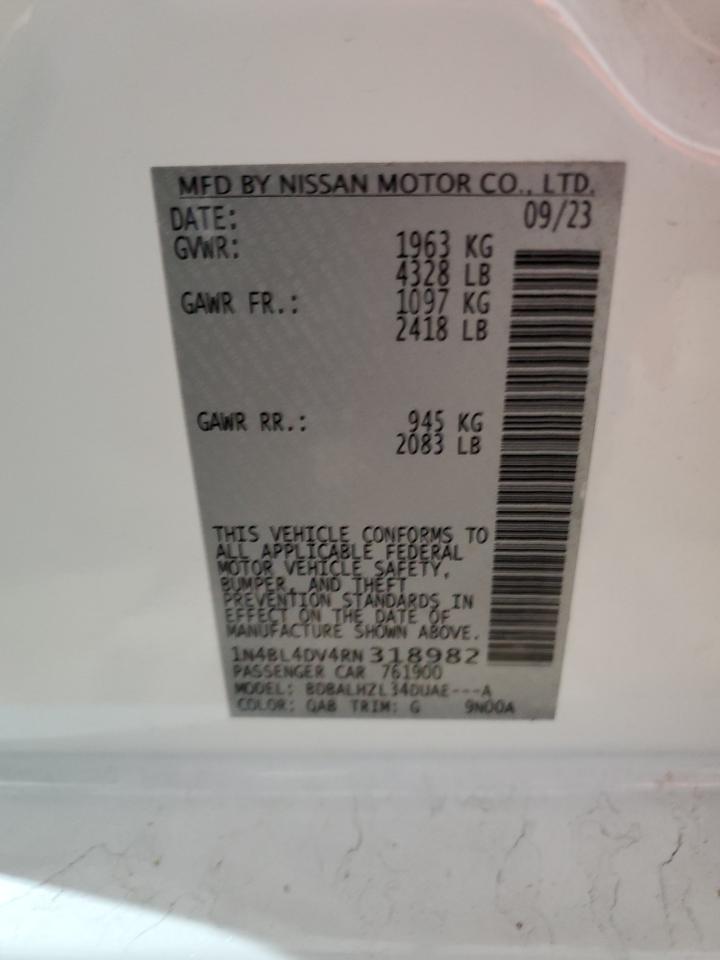 MFD BY NISSAN MOTOR CO., LTD.
DATE: 09/23
GVWR: 1963 KG
4328 LB
GAWR FR.: 1097 KG
2418 LB
GAWR RR.: 945 KG
2083 LB
THIS VEHICLE CONFORMS TO
ALL APPLICABLE FEDERAL
MOTOR VEHICLE SAFETY,
BUMPER, AND THEFT
PREVENTION STANDARDS IN
EFFECT ON THE DATE OF
MANUFACTURE SHOWN ABOVE.
1N4BL4DV4RN318982
PASSENGER CAR 761900
MODEL: BDBALHZL34DUAE---A
COLOR: QAB TRIM: G 9N00A